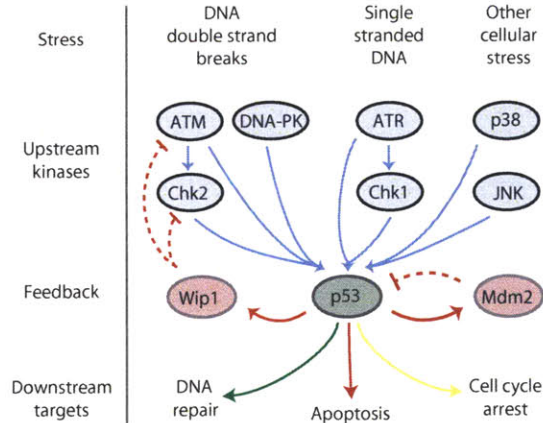 Stress
DNA
double strand
breaks
Single
stranded
DNA
Other
cellular
stress
Upstream
kinases
ATM
DNA-PK
ATR
p38
Chk2
Chk1
JNK
Feedback
Wip1
p53
Mdm2
Downstream
targets
DNA
repair
Apoptosis
Cell cycle
arrest